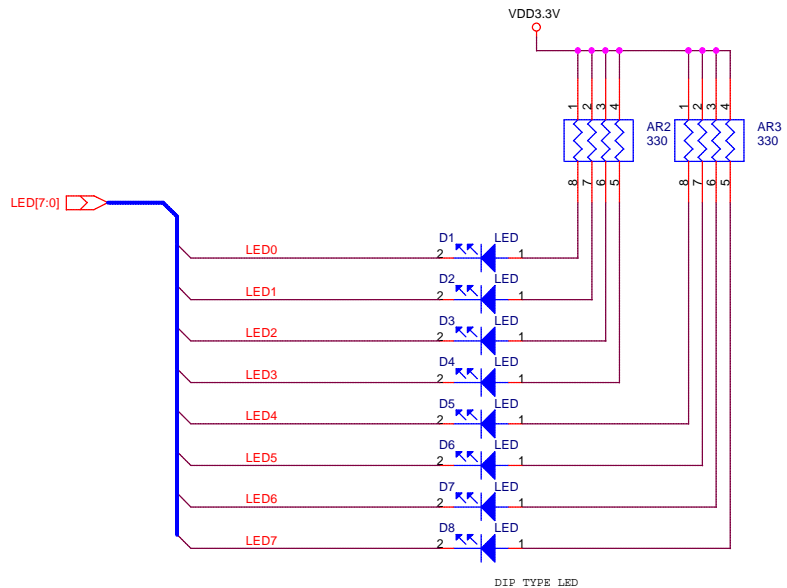 VDD3.3V
1 2 3 4 1 2 3 4
AR2 AR3
330 330
8 7 6 5 8 7 6 5
LED[7:0]
D1 LED
LED0 2 1
D2 LED
LED1 2 1
D3 LED
LED2 2 1
D4 LED
LED3 2 1
D5 LED
LED4 2 1
D6 LED
LED5 2 1
D7 LED
LED6 2 1
D8 LED
LED7 2 1
DIP TYPE LED